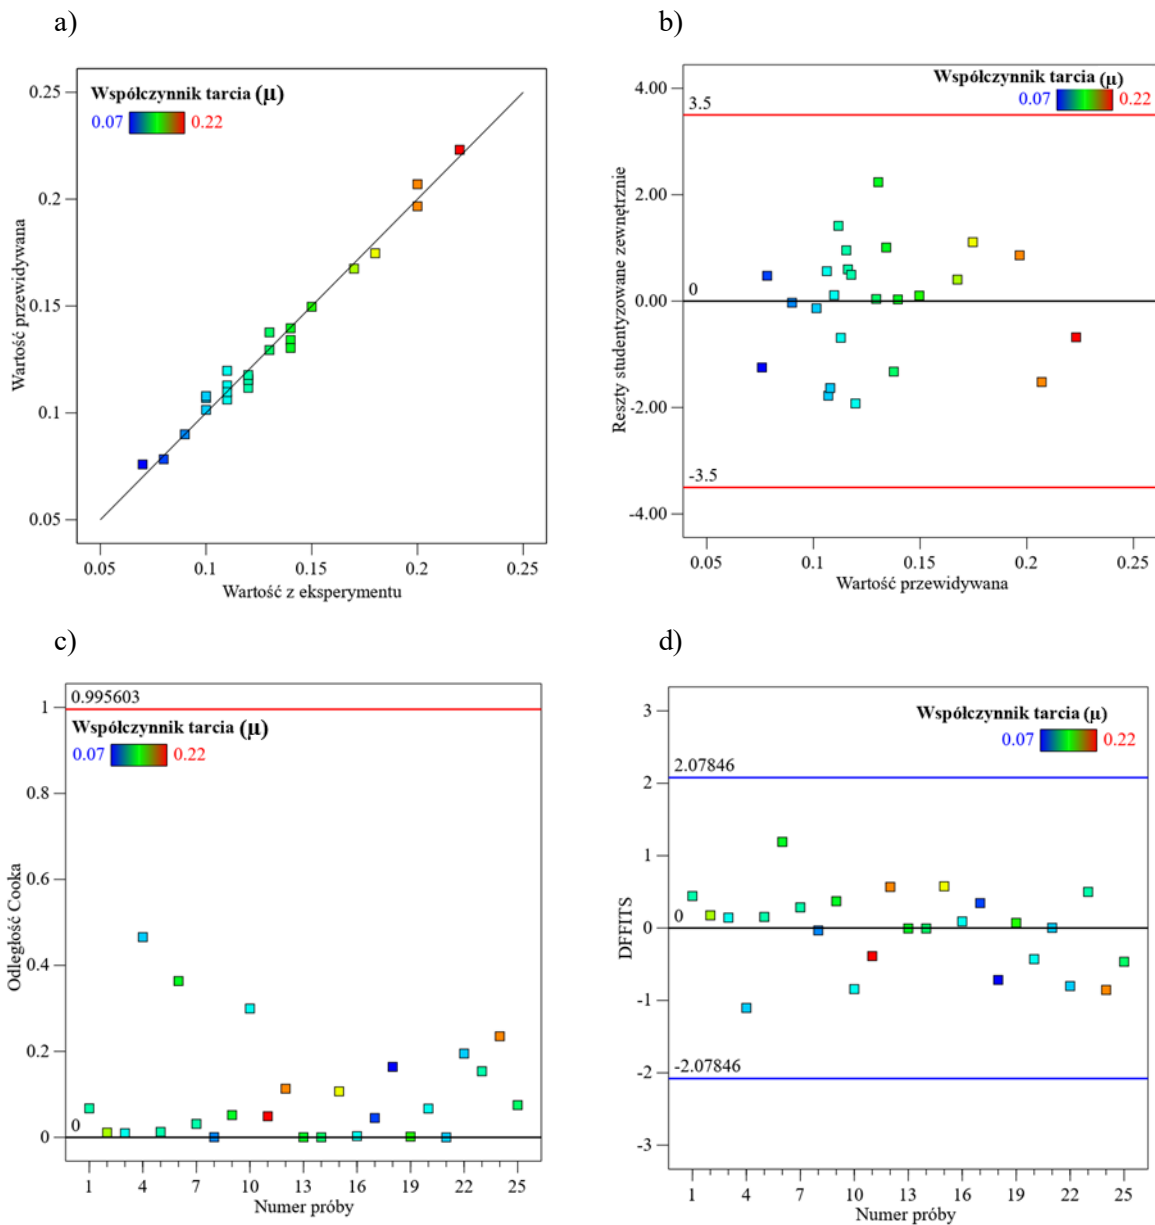 a)
Współczynnik tarcia (μ)
0.07 0.22
0.25
0.2
0.15
0.1
0.05
Wartość przewidywana
0.05 0.1 0.15 0.2 0.25
Wartość z eksperymentu
b)
Współczynnik tarcia (μ)
0.07 0.22
4.00
3.5
2.00
0
0.00
-2.00
-3.5
-4.00
Reszty studentyzowane zewnętrznie
0.05 0.1 0.15 0.2 0.25
Wartość przewidywana
c)
0.995603
Współczynnik tarcia (μ)
0.07 0.22
1
0.8
0.6
0.4
0.2
0
0
Odległość Cooka
1 4 7 10 13 16 19 22 25
Numer próby
d)
Współczynnik tarcia (μ)
0.07 0.22
3
2.07846
2
1
0
0
-1
-2.07846
-2
-3
DFFITS
1 4 7 10 13 16 19 22 25
Numer próby